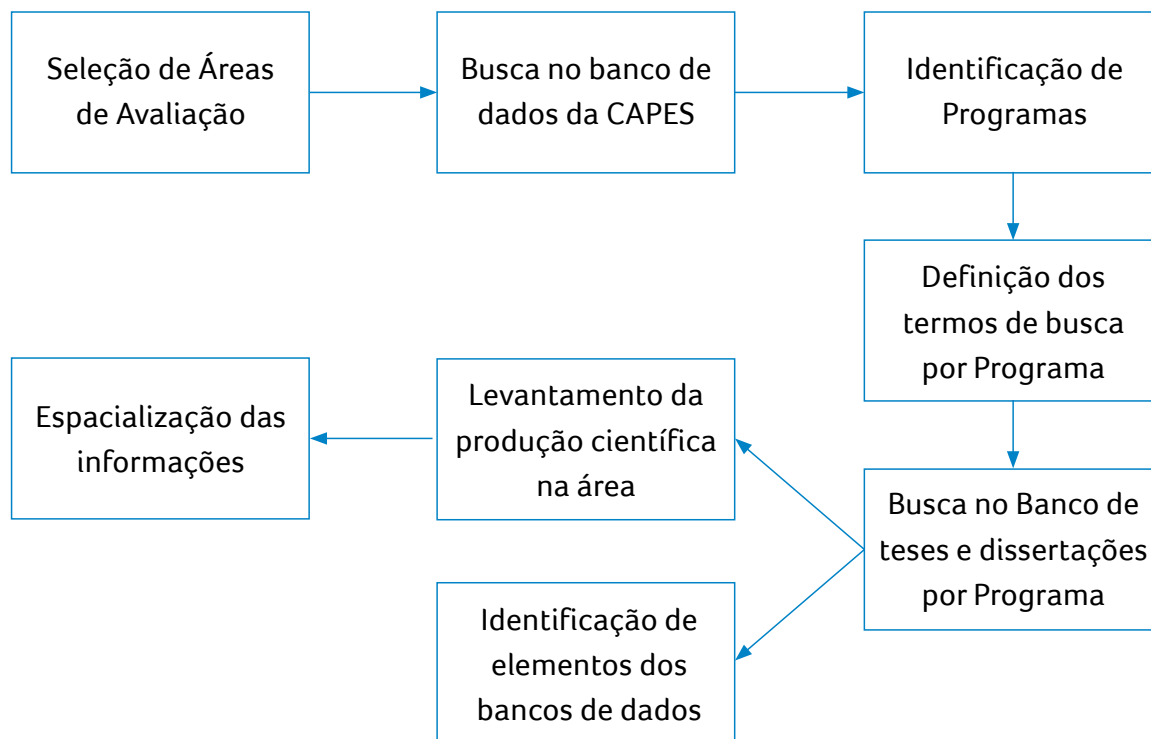 Seleção de Áreas
de Avaliação
Busca no banco de
dados da CAPES
Identificação de
Programas
Definição dos
termos de busca
por Programa
Busca no Banco de
teses e dissertações
por Programa
Levantamento da
produção científica
na área
Espacialização das
informações
Identificação de
elementos dos
bancos de dados